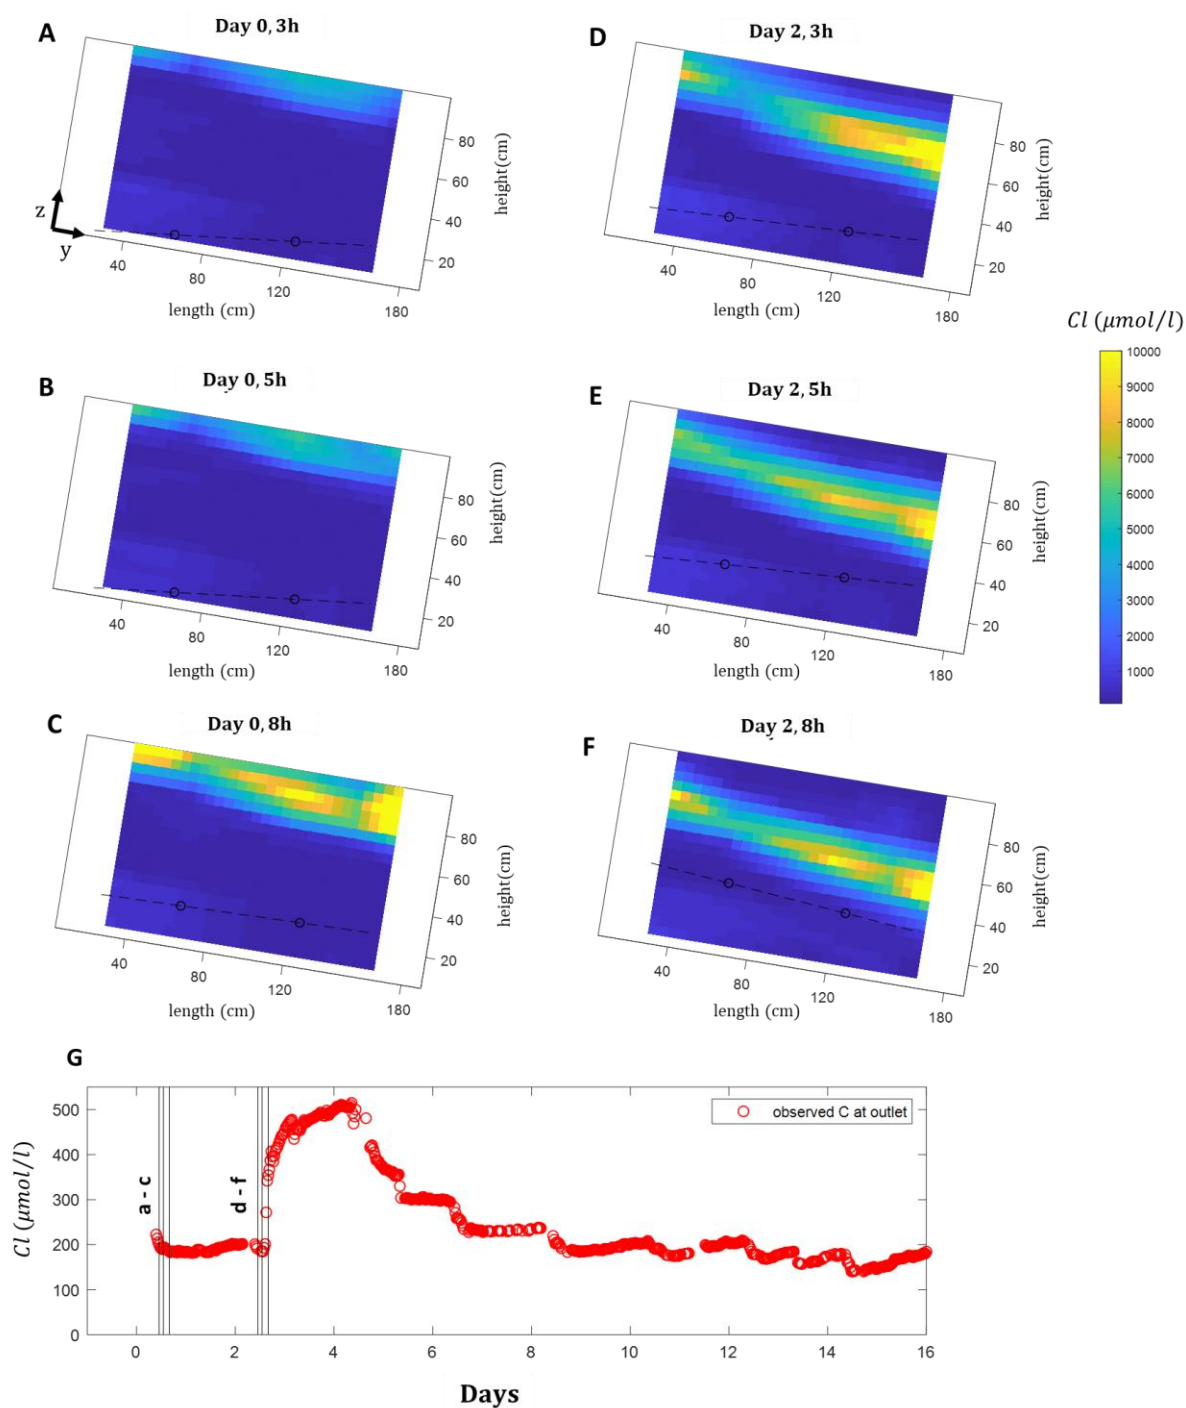 A
Day 0, 3h
80
60
40
20
height(cm)
z
y
40
80
120
180
length (cm)
D
Day 2, 3h
80
60
40
20
height(cm)
40
80
120
180
length (cm)
B
Day 0, 5h
80
60
40
20
height(cm)
40
80
120
180
length (cm)
E
Day 2, 5h
80
60
40
20
height(cm)
40
80
120
180
length (cm)
Cl (μmol/l)
10000
9000
8000
7000
6000
5000
4000
3000
2000
1000
C
Day 0, 8h
80
60
40
20
height(cm)
40
80
120
180
length (cm)
F
Day 2, 8h
80
60
40
20
height(cm)
40
80
120
180
length (cm)
G
500
400
300
200
100
0
Cl (μmol/l)
a - c
d - f
observed C at outlet
0 2 4 6 8 10 12 14 16
Days